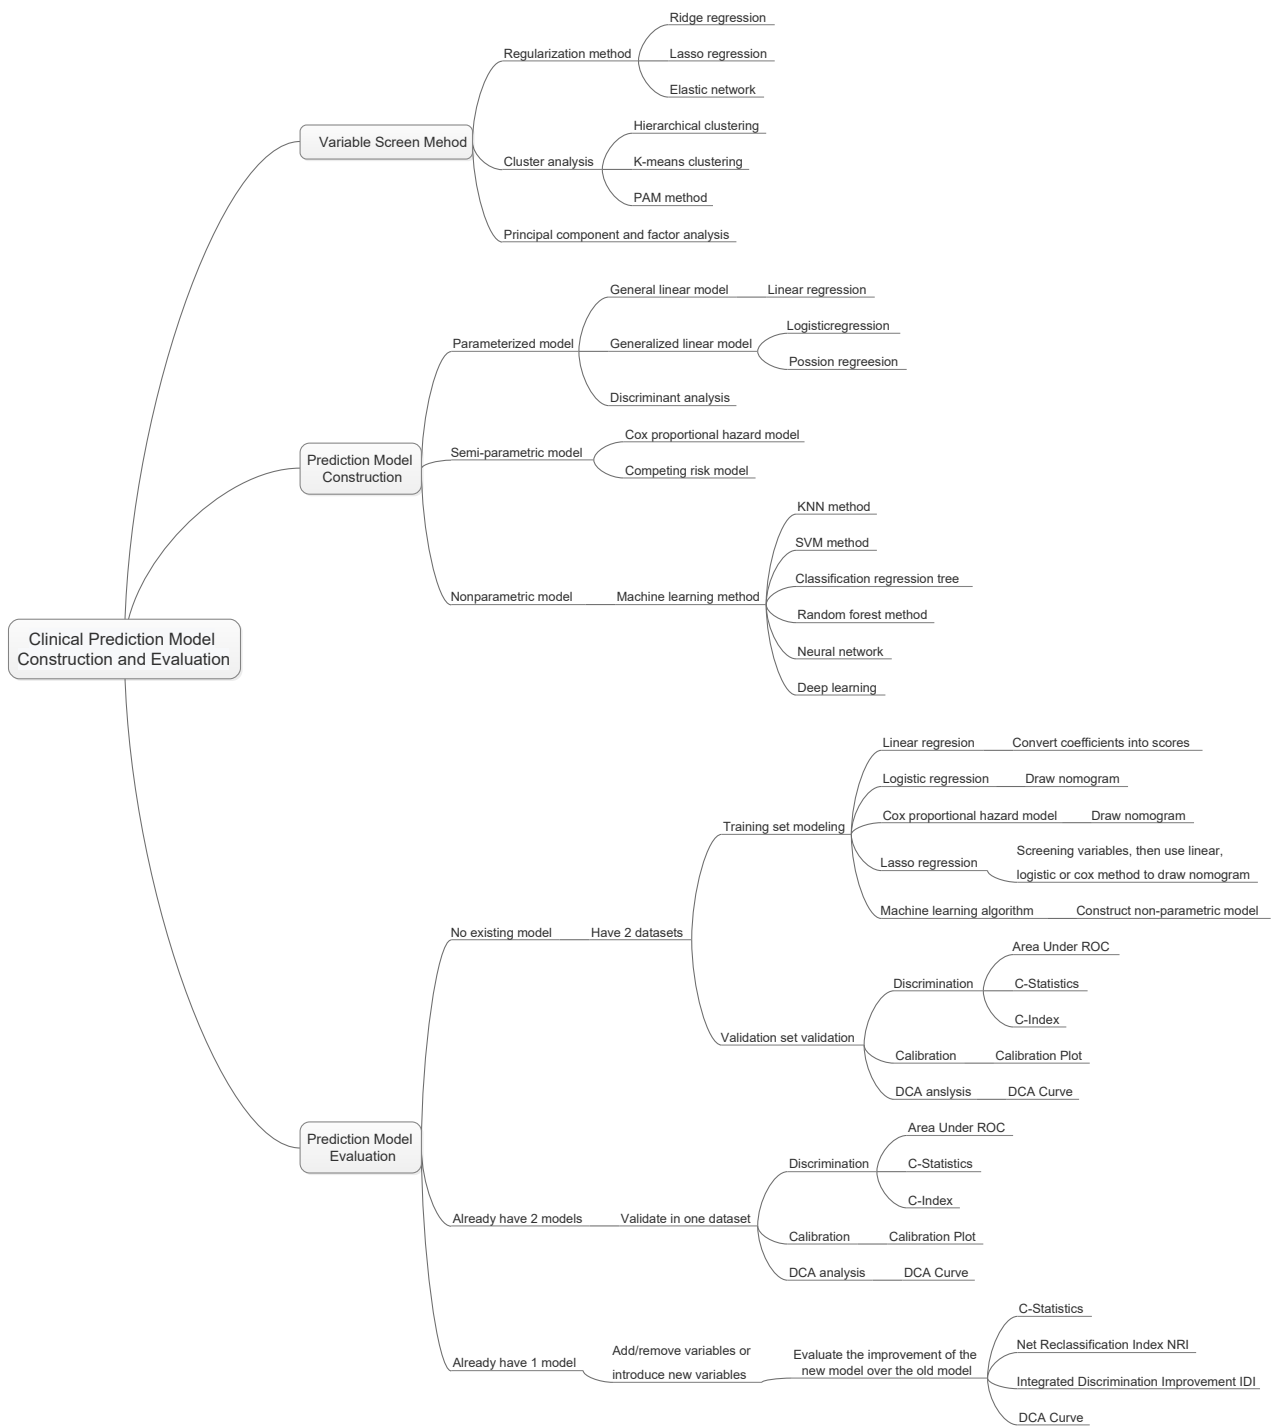 Clinical Prediction Model
Construction and Evaluation
Variable Screen Mehod
Regularization method
Ridge regression
Lasso regression
Elastic network
Cluster analysis
Hierarchical clustering
K-means clustering
PAM method
Principal component and factor analysis
Prediction Model
Construction
Parameterized model
General linear model
Linear regression
Generalized linear model
Logisticregression
Possion regreesion
Discriminant analysis
Semi-parametric model
Cox proportional hazard model
Competing risk model
Nonparametric model
Machine learning method
KNN method
SVM method
Classification regression tree
Random forest method
Neural network
Deep learning
Prediction Model
Evaluation
No existing model
Have 2 datasets
Training set modeling
Linear regresion
Convert coefficients into scores
Logistic regression
Draw nomogram
Cox proportional hazard model
Draw nomogram
Lasso regression
Screening variables, then use linear,
logistic or cox method to draw nomogram
Machine learning algorithm
Construct non-parametric model
Validation set validation
Discrimination
Area Under ROC
C-Statistics
C-Index
Calibration
Calibration Plot
DCA anslysis
DCA Curve
Already have 2 models
Validate in one dataset
Discrimination
Area Under ROC
C-Statistics
C-Index
Calibration
Calibration Plot
DCA analysis
DCA Curve
Already have 1 model
Add/remove variables or
introduce new variables
Evaluate the improvement of the
new model over the old model
C-Statistics
Net Reclassification Index NRI
Integrated Discrimination Improvement IDI
DCA Curve